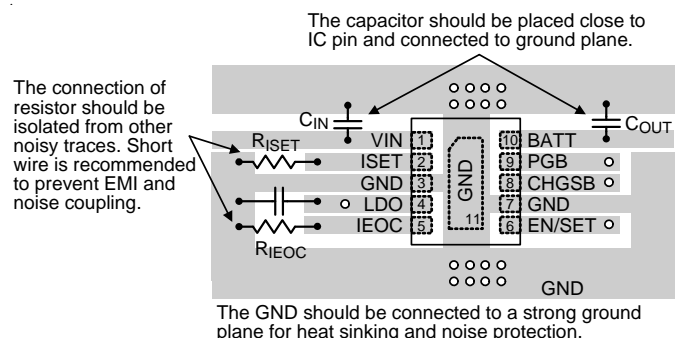 The capacitor should be placed close to
IC pin and connected to ground plane.
The connection of
resistor should be
isolated from other
noisy traces. Short
wire is recommended
to prevent EMI and
noise coupling.
CIN
COUT
RISET
VIN 1
10 BATT
ISET 2
9 PGB
GND 3
8 CHGSB
LDO 4
7 GND
IEOC 5
6 EN/SET
GND
11
RIEOC
GND
The GND should be connected to a strong ground
plane for heat sinking and noise protection.